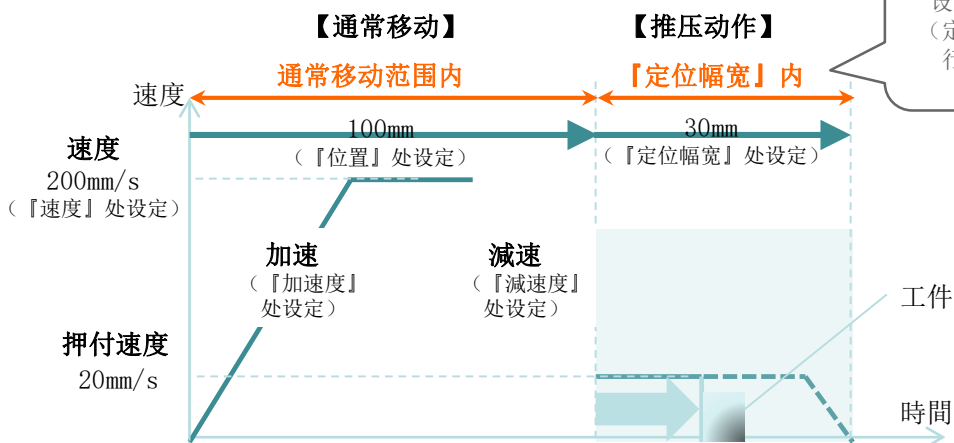 【通常移动】
【推压动作】
通常移动范围内
『定位幅宽』内
速度
100mm
（『位置』处设定）
30mm
（『定位幅宽』处设定）
速度
200mm/s
（『速度』处设定）
加速
（『加速度』
处设定）
減速
（『減速度』
处设定）
工件
押付速度
20mm/s
時間
（定
行